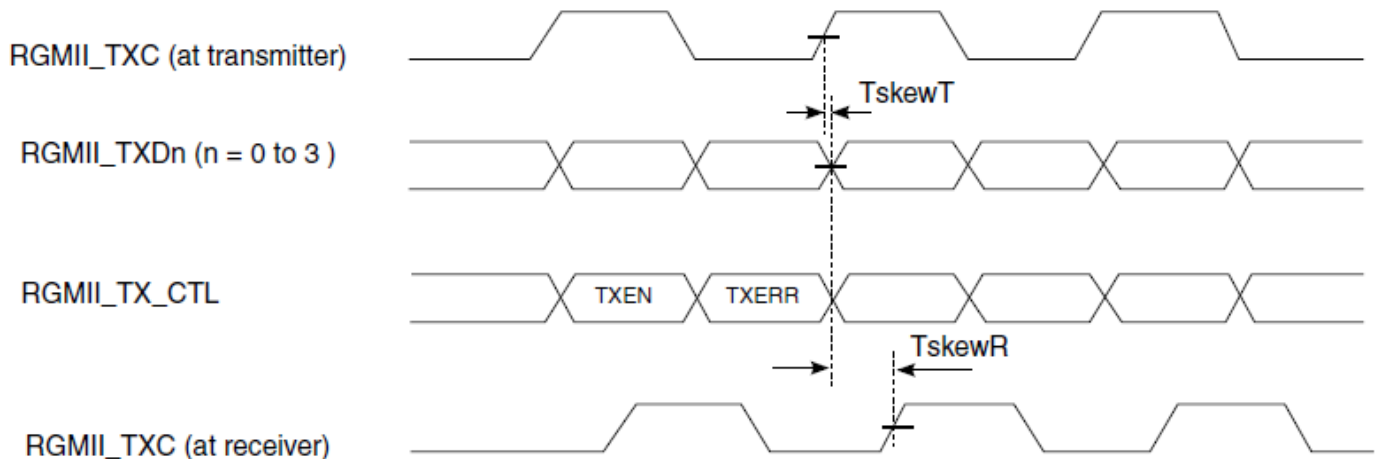 RGMII_TXC (at transmitter)
TskewT
RGMII_TXDn (n = 0 to 3 )
RGMII_TX_CTL
TXEN
TXERR
TskewR
RGMII_TXC (at receiver)